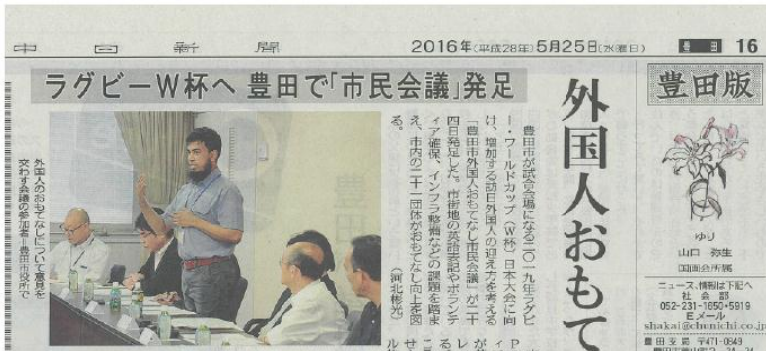 中日新聞
2016年(平成28年)5月25日(水曜日)
豊田 16
ラグビーW杯へ 豊田で「市民会議」発足
外国人おもて
豊田市が試合会場になる二〇一九年ラグビ
ー・ワールドカップ(W杯)日本大会に向
け、増加する訪日外国人の迎え方を考える
「豊田市外国人おもてなし市民会議」が二十
四日発足した。市街地の英語表記やボランテ
ィア確保、インフラ整備などの課題を踏ま
え、市内の二十一団体がおもてなし向上を図
る。
(河北彬光)
外国人のおもてなしについて意見を
交わす会議の参加者=豊田市役所で
豊田版
ゆり
山口 弥生
国画会所属
ニュース、情報は下記へ
社会部
052-231-1650・5919
Eメール
shakai@chunichi.co.jp
豊田支局 〒471-0849